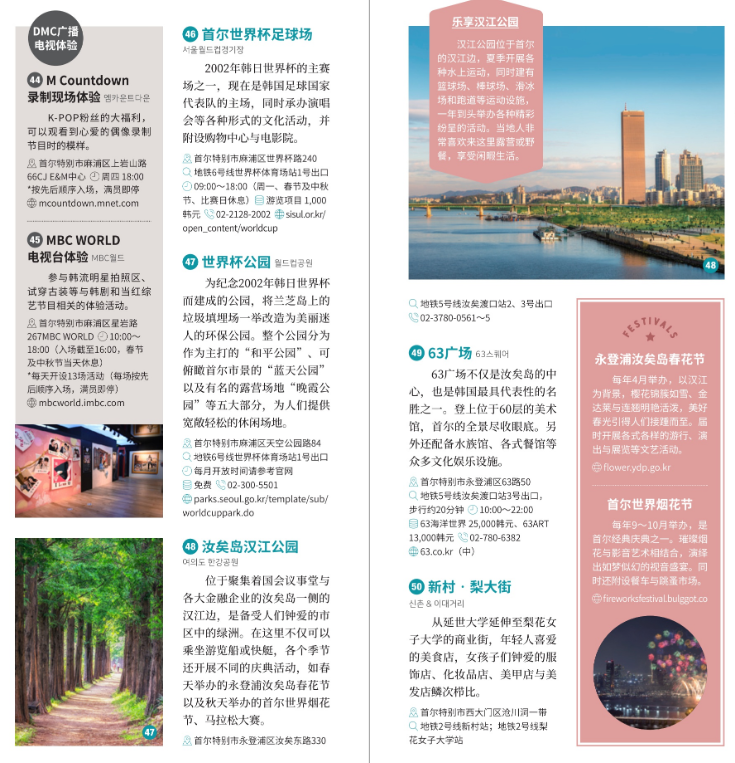 DMC广播
电视体验
44 M Countdown
录制现场体验 엠카운트다운
K-POP粉丝的大福利，
可以观看到心爱的偶像录制
节目时的模样。
首尔特别市麻浦区上岩山路
66CJ E&M中心 周四 18:00
*按先后顺序入场，满员即停
mcountdown.mnet.com
45 MBC WORLD
电视台体验 MBC월드
参与韩流明星拍照区、
试穿古装等与韩剧和当红综
艺节目相关的体验活动。
首尔特别市麻浦区星岩路
267MBC WORLD 10:00～
18:00（入场截至16:00，春节
及中秋节当天休息）
*每天开设13场活动（每场按先
后顺序入场，满员即停）
mbcworld.imbc.com
47
46 首尔世界杯足球场
서울월드컵경기장
2002年韩日世界杯的主赛
场之一，现在是韩国足球国家
代表队的主场，同时承办演唱
会等各种形式的文化活动，并
附设购物中心与电影院。
首尔特别市麻浦区世界杯路240
地铁6号线世界杯体育场站1号出口
09:00～18:00（周一、春节及中秋
节、比赛日休息） 游览项目 1,000
韩元 02-2128-2002 sisul.or.kr/
open_content/worldcup
47 世界杯公园 월드컵공원
为纪念2002年韩日世界杯
而建成的公园，将兰芝岛上的
垃圾填埋场一举改造为美丽迷
人的环保公园。整个公园分为
作为主打的“和平公园”、可
俯瞰首尔市景的“蓝天公园”
以及有名的露营场地“晚霞公
园”等五大部分，为人们提供
宽敞轻松的休闲场地。
首尔特别市麻浦区天空公园路84
地铁6号线世界杯体育场站1号出口
每月开放时间请参考官网
免费 02-300-5501
parks.seoul.go.kr/template/sub/
worldcuppark.do
48 汝矣岛汉江公园
여의도 한강공원
位于聚集着国会议事堂与
各大金融企业的汝矣岛一侧的
汉江边，是备受人们钟爱的市
区中的绿洲。在这里不仅可以
乘坐游览船或快艇，各个季节
还开展不同的庆典活动，如春
天举办的永登浦汝矣岛春花节
以及秋天举办的首尔世界烟花
节、马拉松大赛。
首尔特别市永登浦区汝矣东路330
乐享汉江公园
汉江公园位于首尔
的汉江边，夏季开展各
种水上运动，同时建有
篮球场、棒球场、滑冰
场和跑道等运动设施，
一年到头举办各种精彩
纷呈的活动。当地人非
常喜欢来这里露营或野
餐，享受闲暇生活。
48
地铁5号线汝矣渡口站2、3号出口
02-3780-0561～5
49 63广场 63스퀘어
63广场不仅是汝矣岛的中
心，也是韩国最具代表性的名
胜之一。登上位于60层的美术
馆，首尔的全景尽收眼底。另
外还配备水族馆、各式餐馆等
众多文化娱乐设施。
首尔特别市永登浦区63路50
地铁5号线汝矣渡口站3号出口，
步行约20分钟 10:00～22:00
63海洋世界 25,000韩元、63ART
13,000韩元 02-780-6382
63.co.kr（中）
50 新村·梨大街
신촌 & 이대거리
从延世大学延伸至梨花女
子大学的商业街，年轻人喜爱
的美食店，女孩子们钟爱的服
饰店、化妆品店、美甲店与美
发店鳞次栉比。
首尔特别市西大门区沧川洞一带
地铁2号线新村站；地铁2号线梨
花女子大学站
FESTIVALS
永登浦汝矣岛春花节
每年4月举办，以汉江
为背景，樱花锦簇如雪、金
达莱与连翘明艳活泼，美好
春光引得人们接踵而至。届
时开展各式各样的游行、演
出与展览等文艺活动。
flower.ydp.go.kr
首尔世界烟花节
每年9～10月举办，是
首尔经典庆典之一。璀璨烟
花与影音艺术相结合，演绎
出如梦似幻的视音盛宴。同
时还附设餐车与跳蚤市场。
fireworksfestival.bulggot.co